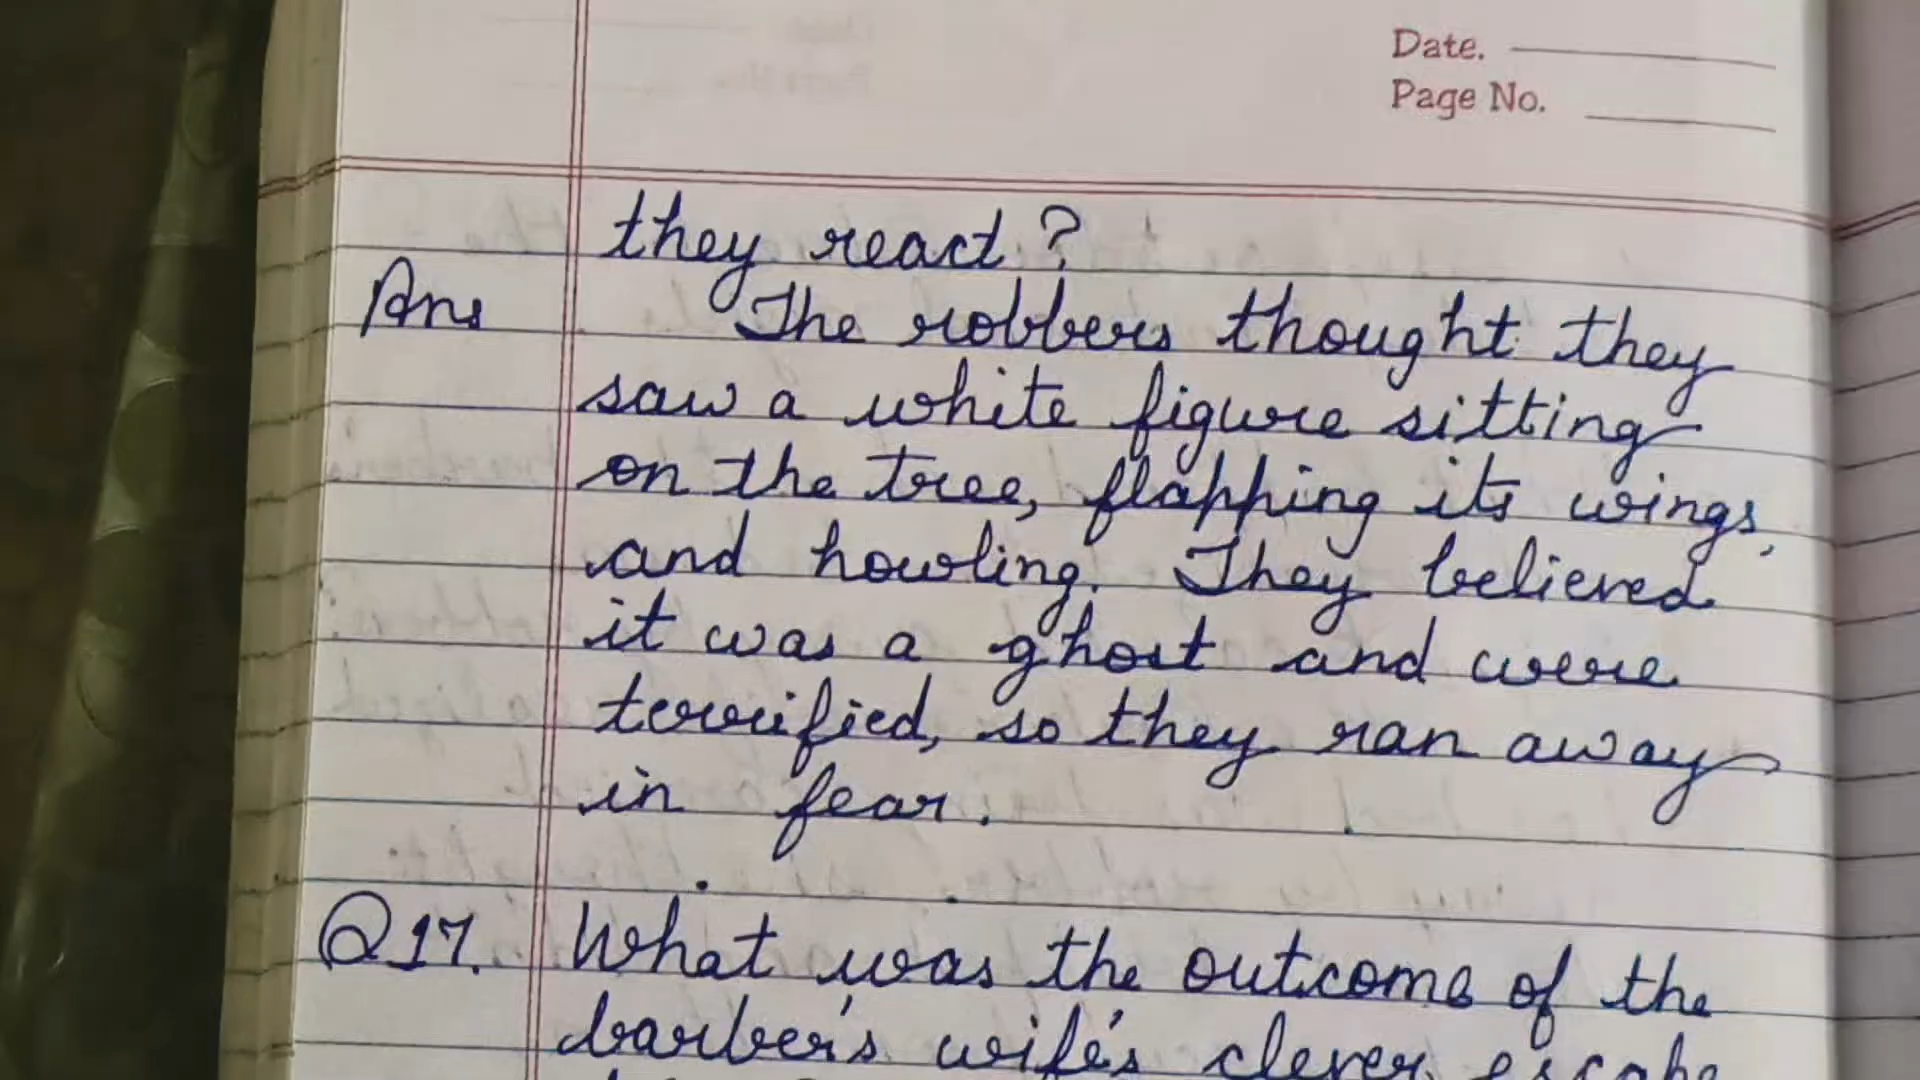 Date.
Page No.
they react?
Ans The robbers thought they
saw a white figure sitting
on the tree, flapping its wings,
and howling. They believed
it was a ghost and were
terrified, so they ran away
in fear.
Q17. What was the outcome of the
barber's wife's clever escape